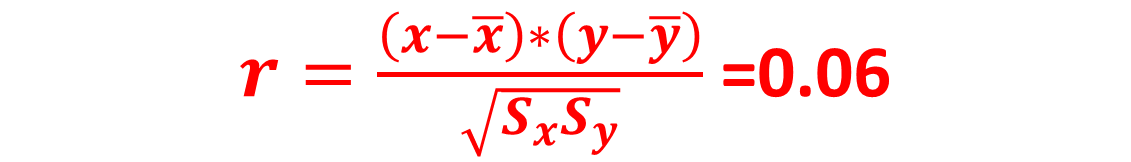 r = (x−x̅)∗(y−y̅) / √SₓSᵧ =0.06